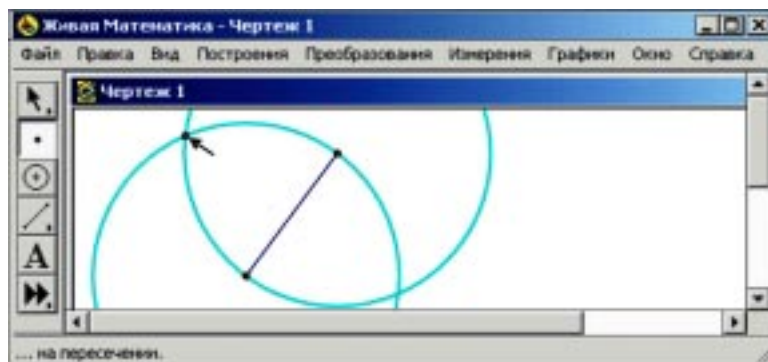 Живая Математика - Чертеж 1
Файл Правка Вид Построения Преобразования Измерения Графики Окно Справка
Чертеж 1
A
... на пересечении.